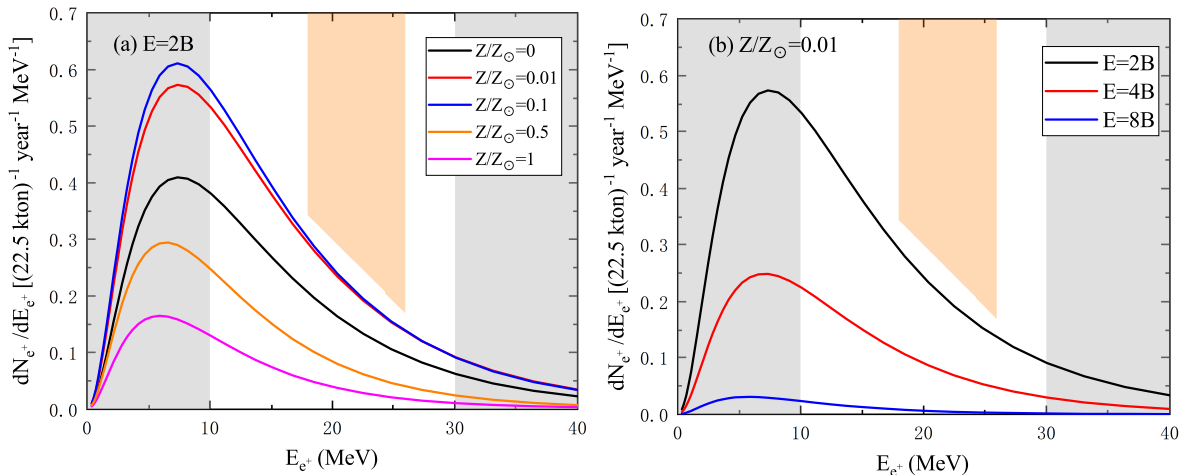 (a) E=2B
Z/Z⊙=0
Z/Z⊙=0.01
Z/Z⊙=0.1
Z/Z⊙=0.5
Z/Z⊙=1
dNe+/dEe+ [(22.5 kton)-1 year-1 MeV-1]
0.7
0.6
0.5
0.4
0.3
0.2
0.1
0.0
0 10 20 30 40
Ee+ (MeV)
(b) Z/Z⊙=0.01
E=2B
E=4B
E=8B
dNe+/dEe+ [(22.5 kton)-1 year-1 MeV-1]
0.7
0.6
0.5
0.4
0.3
0.2
0.1
0.0
0 10 20 30 40
Ee+ (MeV)